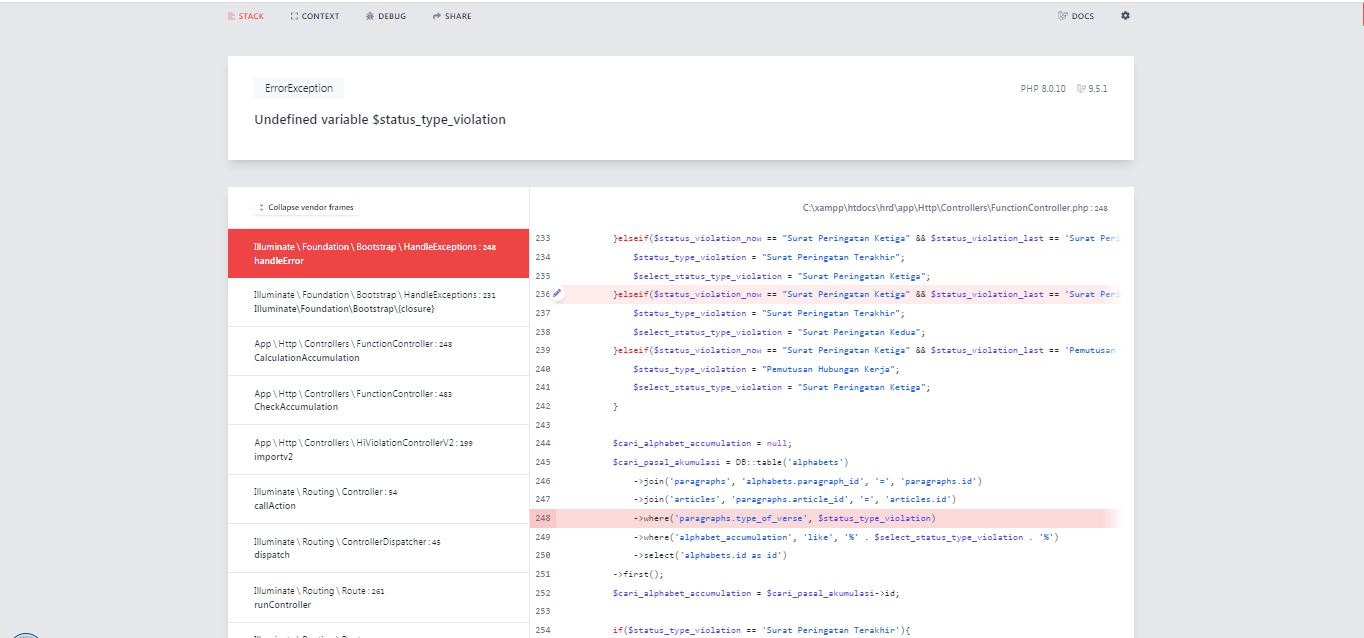 STACK CONTEXT DEBUG SHARE DOCS
ErrorException
PHP 8.0.10 9.5.1
Undefined variable $status_type_violation
Collapse vendor frames
Illuminate \ Foundation \ Bootstrap \ HandleExceptions : 248
handleError
Illuminate \ Foundation \ Bootstrap \ HandleExceptions : 231
Illuminate\Foundation\Bootstrap\{closure}
App \ Http \ Controllers \ FunctionController : 248
CalculationAccumulation
App \ Http \ Controllers \ FunctionController : 483
CheckAccumulation
App \ Http \ Controllers \ HiViolationControllerV2 : 199
importv2
Illuminate \ Routing \ Controller : 54
callAction
Illuminate \ Routing \ ControllerDispatcher : 45
dispatch
Illuminate \ Routing \ Route : 261
runController
C:\xampp\htdocs\hrd\app\Http\Controllers\FunctionController.php : 248
233 }elseif($status_violation_now == "Surat Peringatan Ketiga" && $status_violation_last == 'Surat Peri
234 $status_type_violation = "Surat Peringatan Terakhir";
235 $select_status_type_violation = "Surat Peringatan Ketiga";
236 }elseif($status_violation_now == "Surat Peringatan Ketiga" && $status_violation_last == 'Surat Peri
237 $status_type_violation = "Surat Peringatan Terakhir";
238 $select_status_type_violation = "Surat Peringatan Kedua";
239 }elseif($status_violation_now == "Surat Peringatan Ketiga" && $status_violation_last == 'Pemutusan
240 $status_type_violation = "Pemutusan Hubungan Kerja";
241 $select_status_type_violation = "Surat Peringatan Ketiga";
242 }
243
244 $cari_alphabet_accumulation = null;
245 $cari_pasal_akumulasi = DB::table('alphabets')
246 ->join('paragraphs', 'alphabets.paragraph_id', '=', 'paragraphs.id')
247 ->join('articles', 'paragraphs.article_id', '=', 'articles.id')
248 ->where('paragraphs.type_of_verse', $status_type_violation)
249 ->where('alphabet_accumulation', 'like', '%' . $select_status_type_violation . '%')
250 ->select('alphabets.id as id')
251 ->first();
252 $cari_alphabet_accumulation = $cari_pasal_akumulasi->id;
253
254 if($status_type_violation == 'Surat Peringatan Terakhir'){